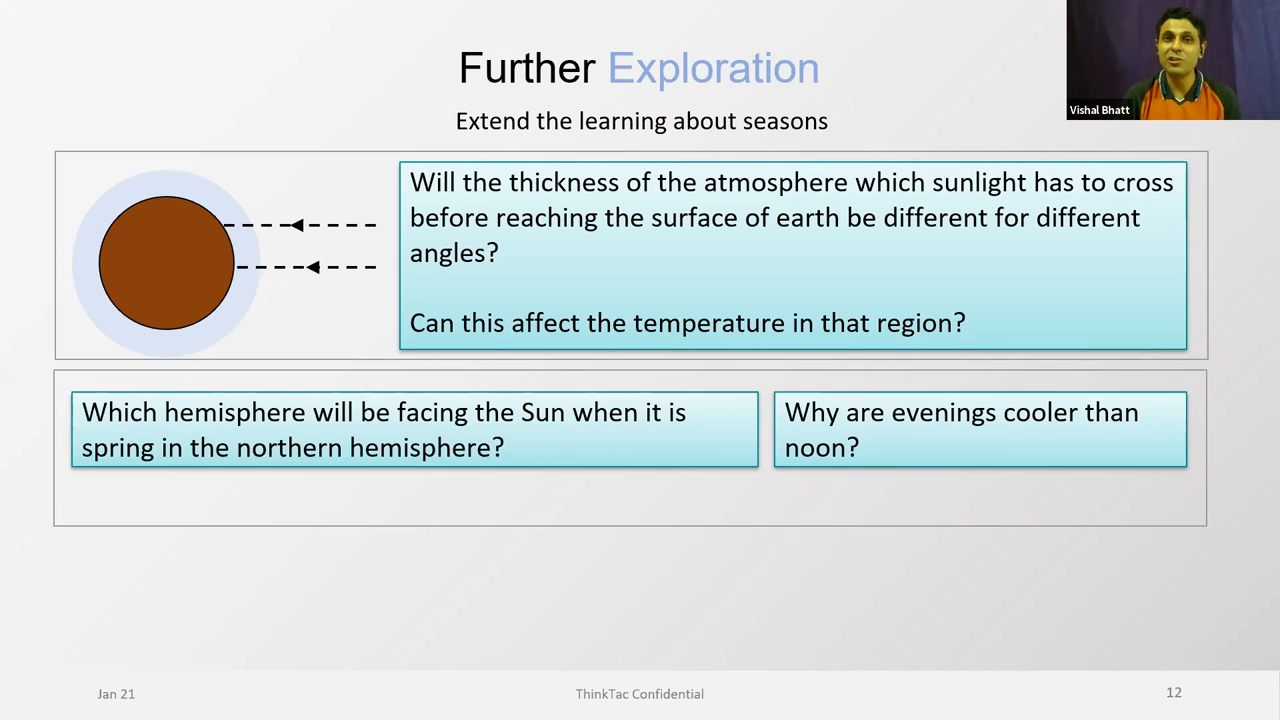 Further Exploration
Vishal Bhatt
Extend the learning about seasons
Will the thickness of the atmosphere which sunlight has to cross
before reaching the surface of earth be different for different
angles?
Can this affect the temperature in that region?
Which hemisphere will be facing the Sun when it is
spring in the northern hemisphere?
Why are evenings cooler than
noon?
Jan 21
ThinkTac Confidential
12